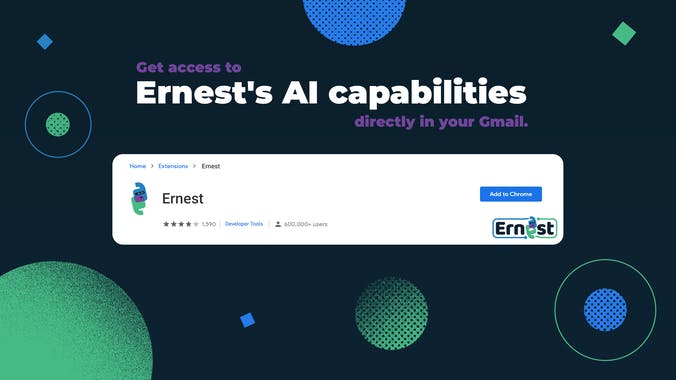 Get access to
Ernest's AI capabilities
directly in your Gmail.
Home > Extensions > Ernest
Ernest
Add to Chrome
1,590 | Developer Tools | 600,000+ users
Ernest